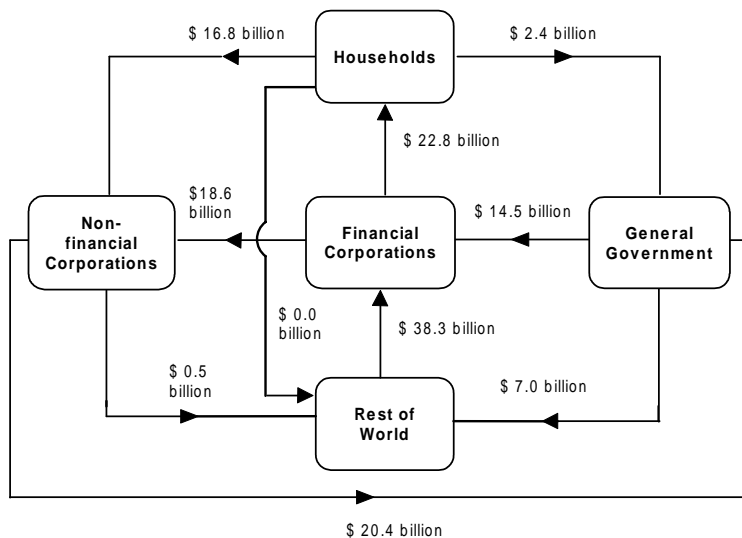 $ 16.8 billion
$ 2.4 billion
Households
$ 22.8 billion
$18.6
billion
$ 14.5 billion
Non-
financial
Corporations
Financial
Corporations
General
Government
$ 0.0
billion
$ 38.3 billion
$ 0.5
billion
$ 7.0 billion
Rest of
World
$ 20.4 billion